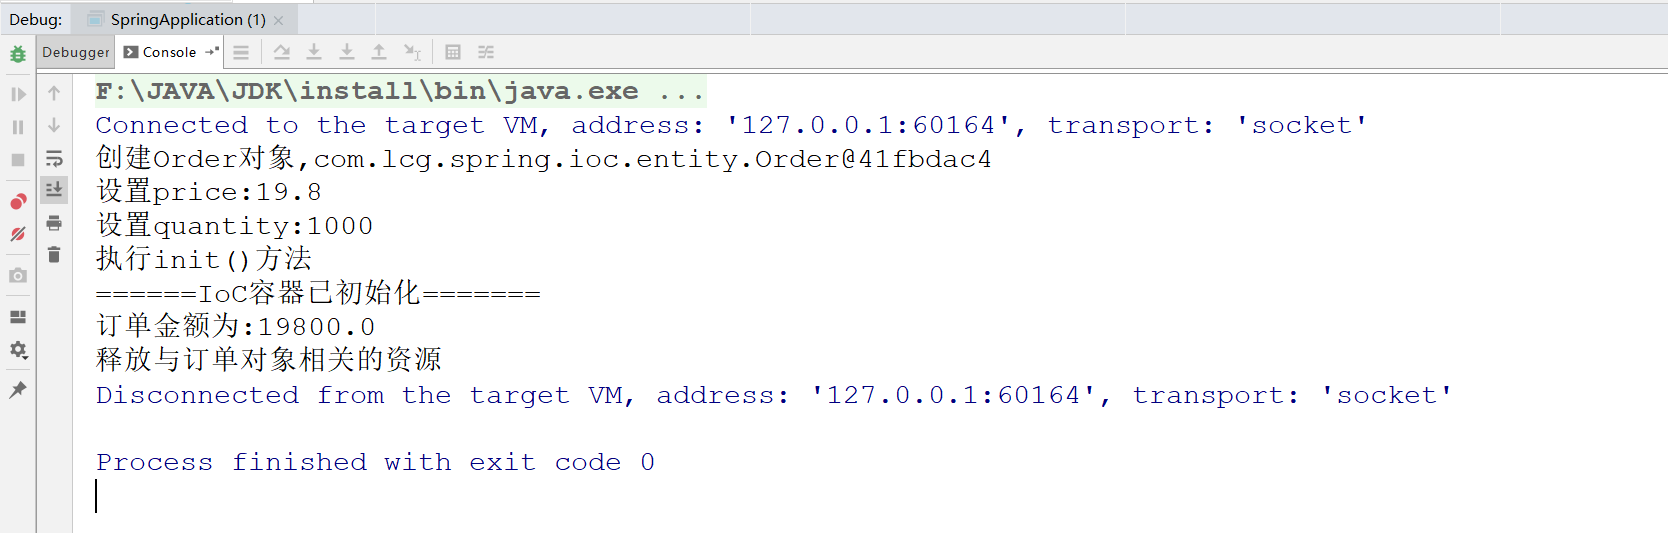 Debug: SpringApplication (1)
Debugger Console
F:\JAVA\JDK\install\bin\java.exe ...
Connected to the target VM, address: '127.0.0.1:60164', transport: 'socket'
创建Order对象,com.lcg.spring.ioc.entity.Order@41fbdac4
设置price:19.8
设置quantity:1000
执行init()方法
======IoC容器已初始化=======
订单金额为:19800.0
释放与订单对象相关的资源
Disconnected from the target VM, address: '127.0.0.1:60164', transport: 'socket'
Process finished with exit code 0